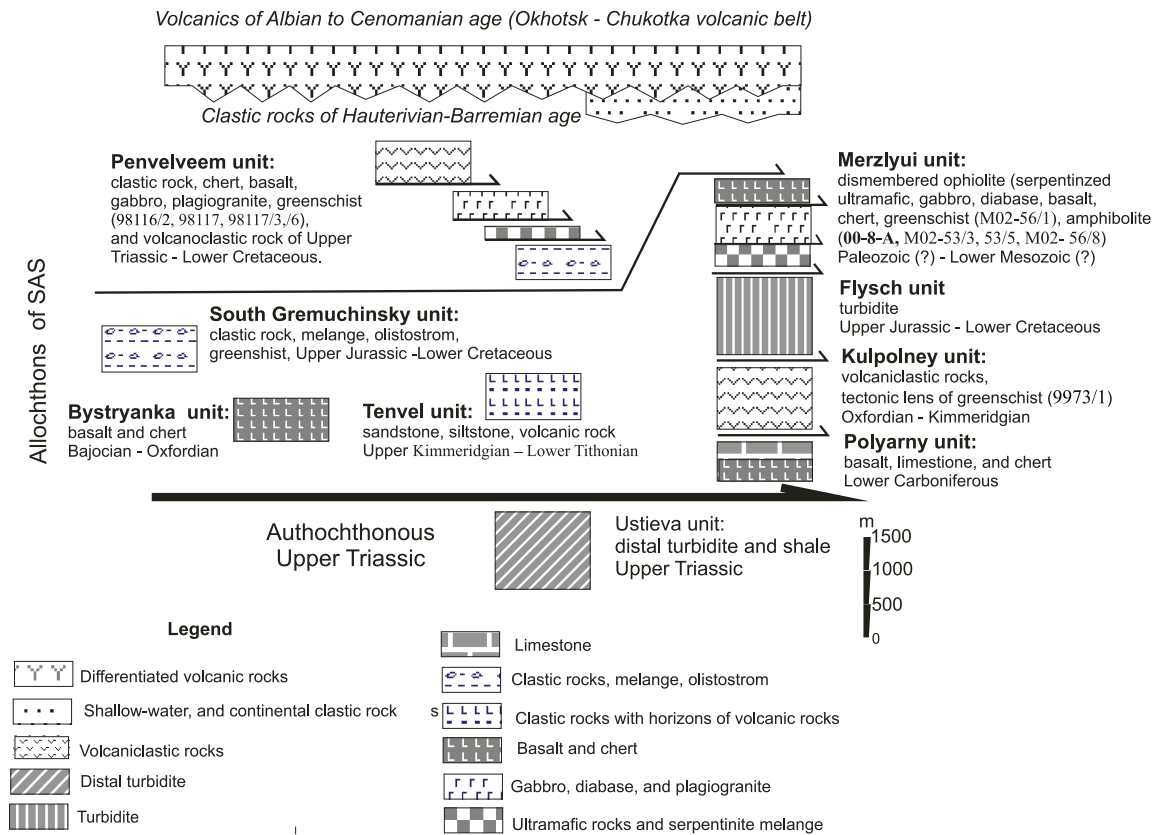 Volcanics of Albian to Cenomanian age (Okhotsk - Chukotka volcanic belt)
Clastic rocks of Hauterivian-Barremian age
Allochthons of SAS
Penvelveem unit:
clastic rock, chert, basalt,
gabbro, plagiogranite, greenschist
(98116/2, 98117, 98117/3,/6),
and volcanoclastic rock of Upper
Triassic - Lower Cretaceous.
Merzlyui unit:
dismembered ophiolite (serpentinzed
ultramafic, gabbro, diabase, basalt,
chert, greenschist (M02-56/1), amphibolite
(00-8-A, M02-53/3, 53/5, M02- 56/8)
Paleozoic (?) - Lower Mesozoic (?)
South Gremuchinsky unit:
clastic rock, melange, olistostrom,
greenshist, Upper Jurassic -Lower Cretaceous
Flysch unit
turbidite
Upper Jurassic - Lower Cretaceous
Bystryanka unit:
basalt and chert
Bajocian - Oxfordian
Tenvel unit:
sandstone, siltstone, volcanic rock
Upper Kimmeridgian – Lower Tithonian
Kulpolney unit:
volcaniclastic rocks,
tectonic lens of greenschist (9973/1)
Oxfordian - Kimmeridgian
Polyarny unit:
basalt, limestone, and chert
Lower Carboniferous
Authochthonous
Upper Triassic
Ustieva unit:
distal turbidite and shale
Upper Triassic
m
1500
1000
500
0
Legend
Differentiated volcanic rocks
Shallow-water, and continental clastic rock
Volcaniclastic rocks
Distal turbidite
Turbidite
Limestone
Clastic rocks, melange, olistostrom
s
Clastic rocks with horizons of volcanic rocks
Basalt and chert
Gabbro, diabase, and plagiogranite
Ultramafic rocks and serpentinite melange